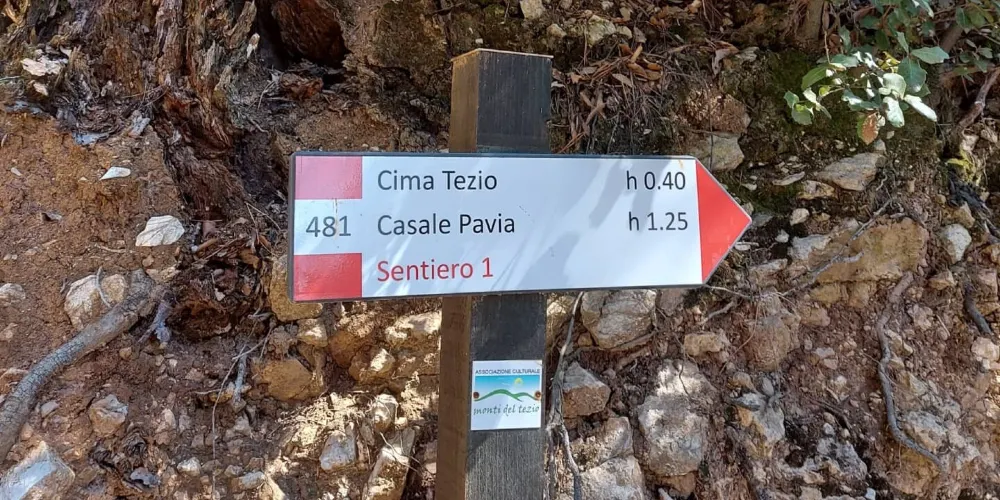 Cima Tezio h 0.40
481 Casale Pavia h 1.25
Sentiero 1
ASSOCIAZIONE CULTURALE
monti del tezio